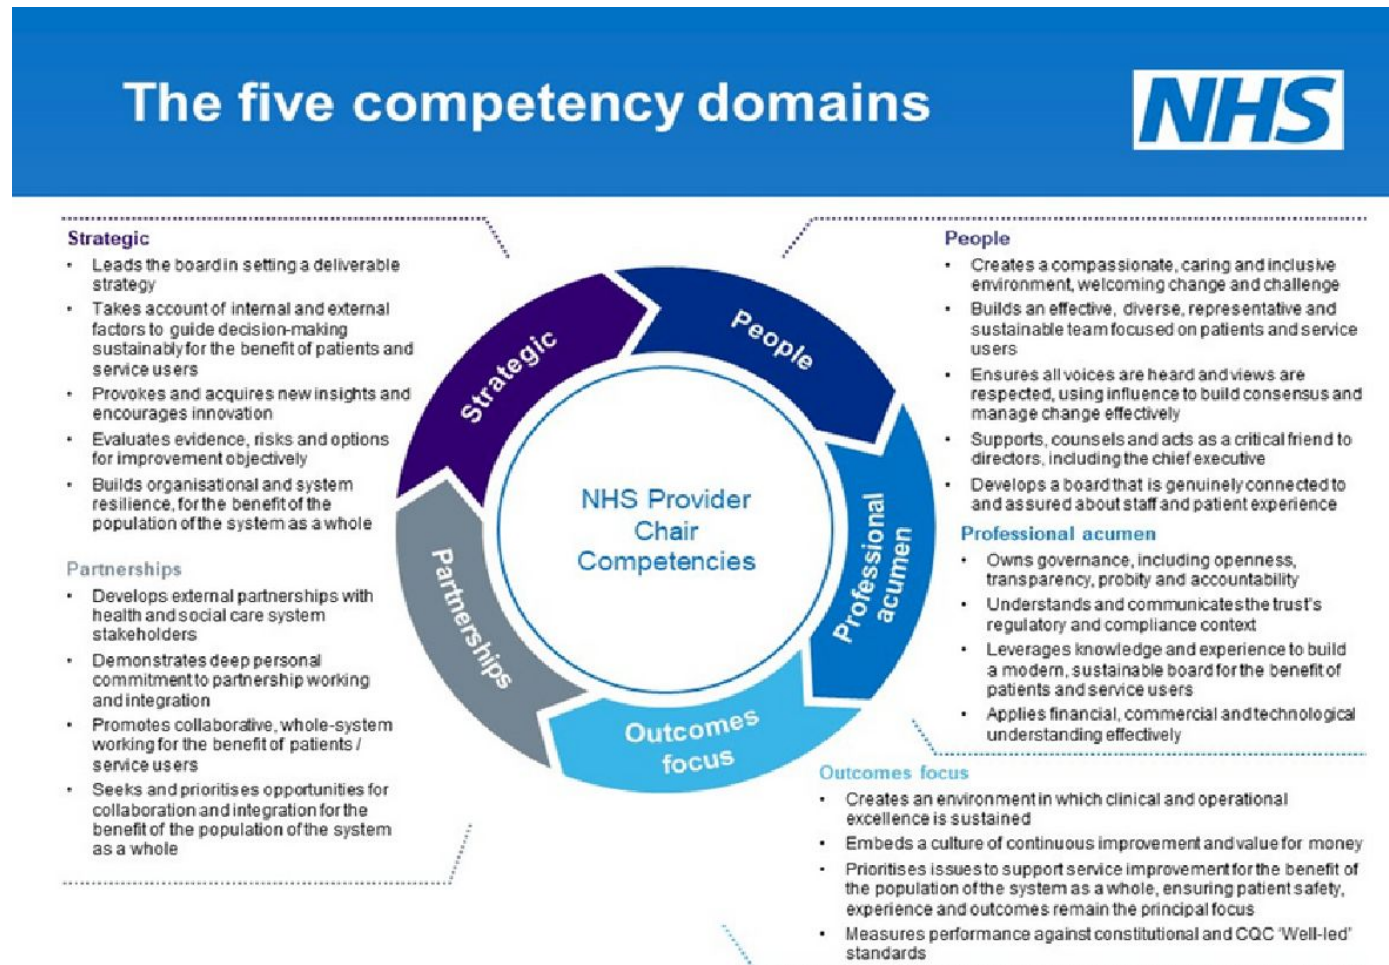 The five competency domains
NHS
Strategic
• Leads the board in setting a deliverable
strategy
• Takes account of internal and external
factors to guide decision-making
sustainably for the benefit of patients and
service users
• Provokes and acquires new insights and
encourages innovation
• Evaluates evidence, risks and options
for improvement objectively
• Builds organisational and system
resilience, for the benefit of the
population of the system as a whole
Partnerships
• Develops external partnerships with
health and social care system
stakeholders
• Demonstrates deep personal
commitment to partnership working
and integration
• Promotes collaborative, whole-system
working for the benefit of patients /
service users
• Seeks and prioritises opportunities for
collaboration and integration for the
benefit of the population of the system
as a whole
Strategic
People
Professional
acumen
Outcomes
focus
Partnerships
NHS Provider
Chair
Competencies
People
• Creates a compassionate, caring and inclusive
environment, welcoming change and challenge
• Builds an effective, diverse, representative and
sustainable team focused on patients and service
users
• Ensures all voices are heard and views are
respected, using influence to build consensus and
manage change effectively
• Supports, counsels and acts as a critical friend to
directors, including the chief executive
• Develops a board that is genuinely connected to
and assured about staff and patient experience
Professional acumen
• Owns governance, including openness,
transparency, probity and accountability
• Understands and communicates the trust's
regulatory and compliance context
• Leverages knowledge and experience to build
a modern, sustainable board for the benefit of
patients and service users
• Applies financial, commercial and technological
understanding effectively
Outcomes focus
• Creates an environment in which clinical and operational
excellence is sustained
• Embeds a culture of continuous improvement and value for money
• Prioritises issues to support service improvement for the benefit of
the population of the system as a whole, ensuring patient safety,
experience and outcomes remain the principal focus
• Measures performance against constitutional and CQC 'Well-led'
standards